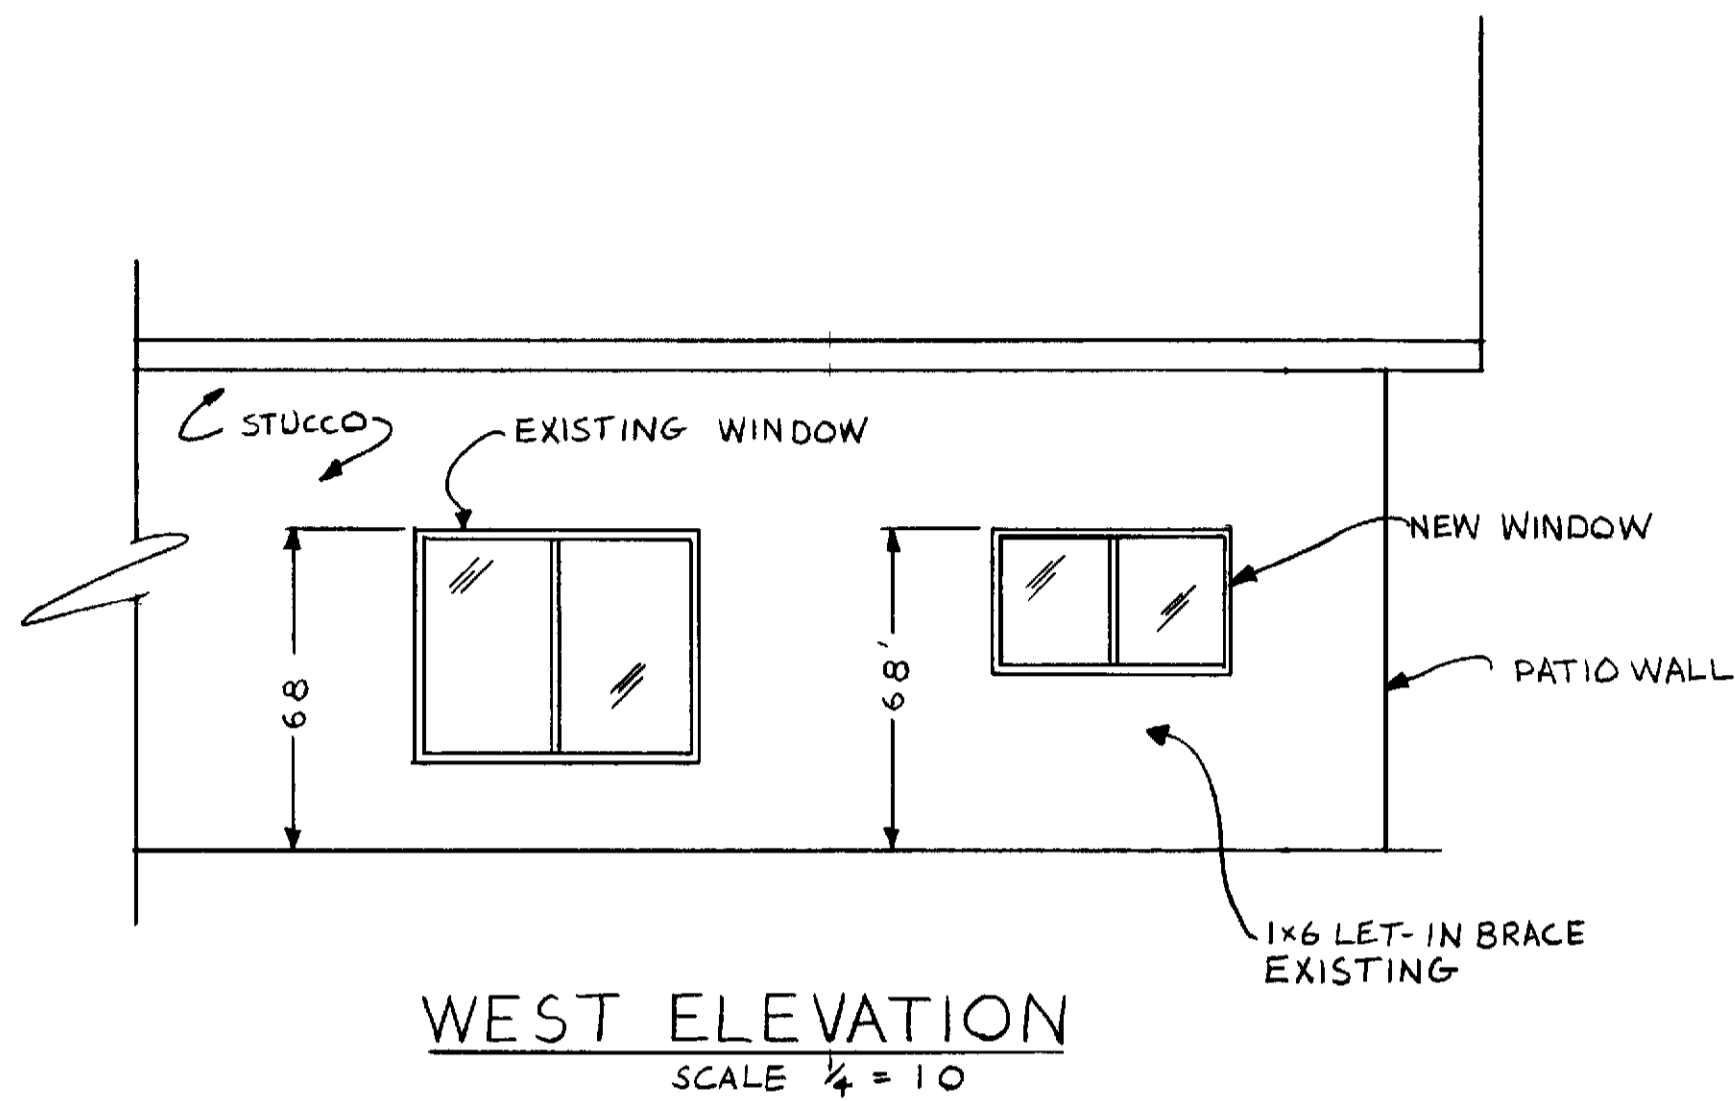 STUCCO
EXISTING WINDOW
NEW WINDOW
68
68'
PATIO WALL
1x6 LET-IN BRACE
EXISTING
WEST ELEVATION
SCALE 1/4 = 10